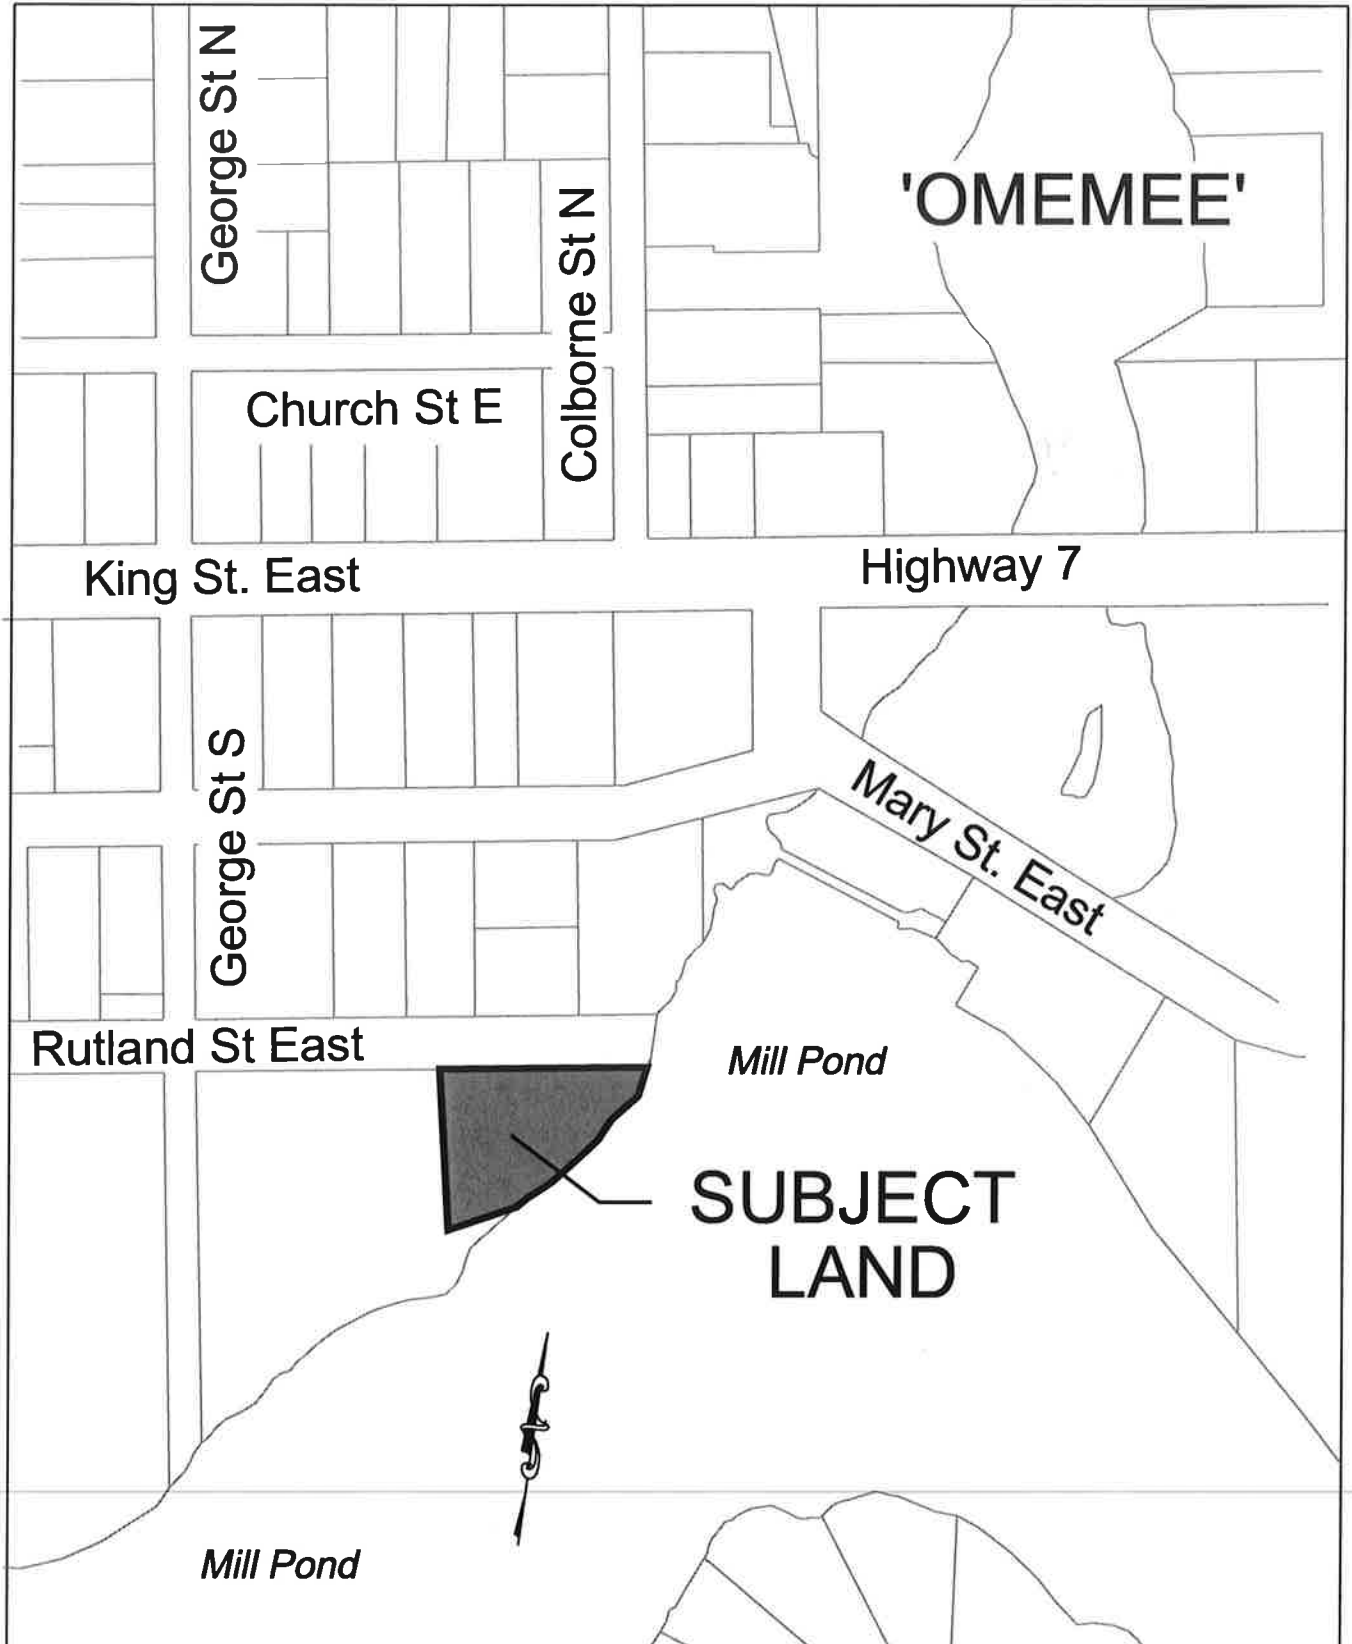 George St N
'OMEMEE'
Colborne St N
Church St E
King St. East
Highway 7
George St S
Mary St. East
Rutland St East
Mill Pond
SUBJECT
LAND
Mill Pond